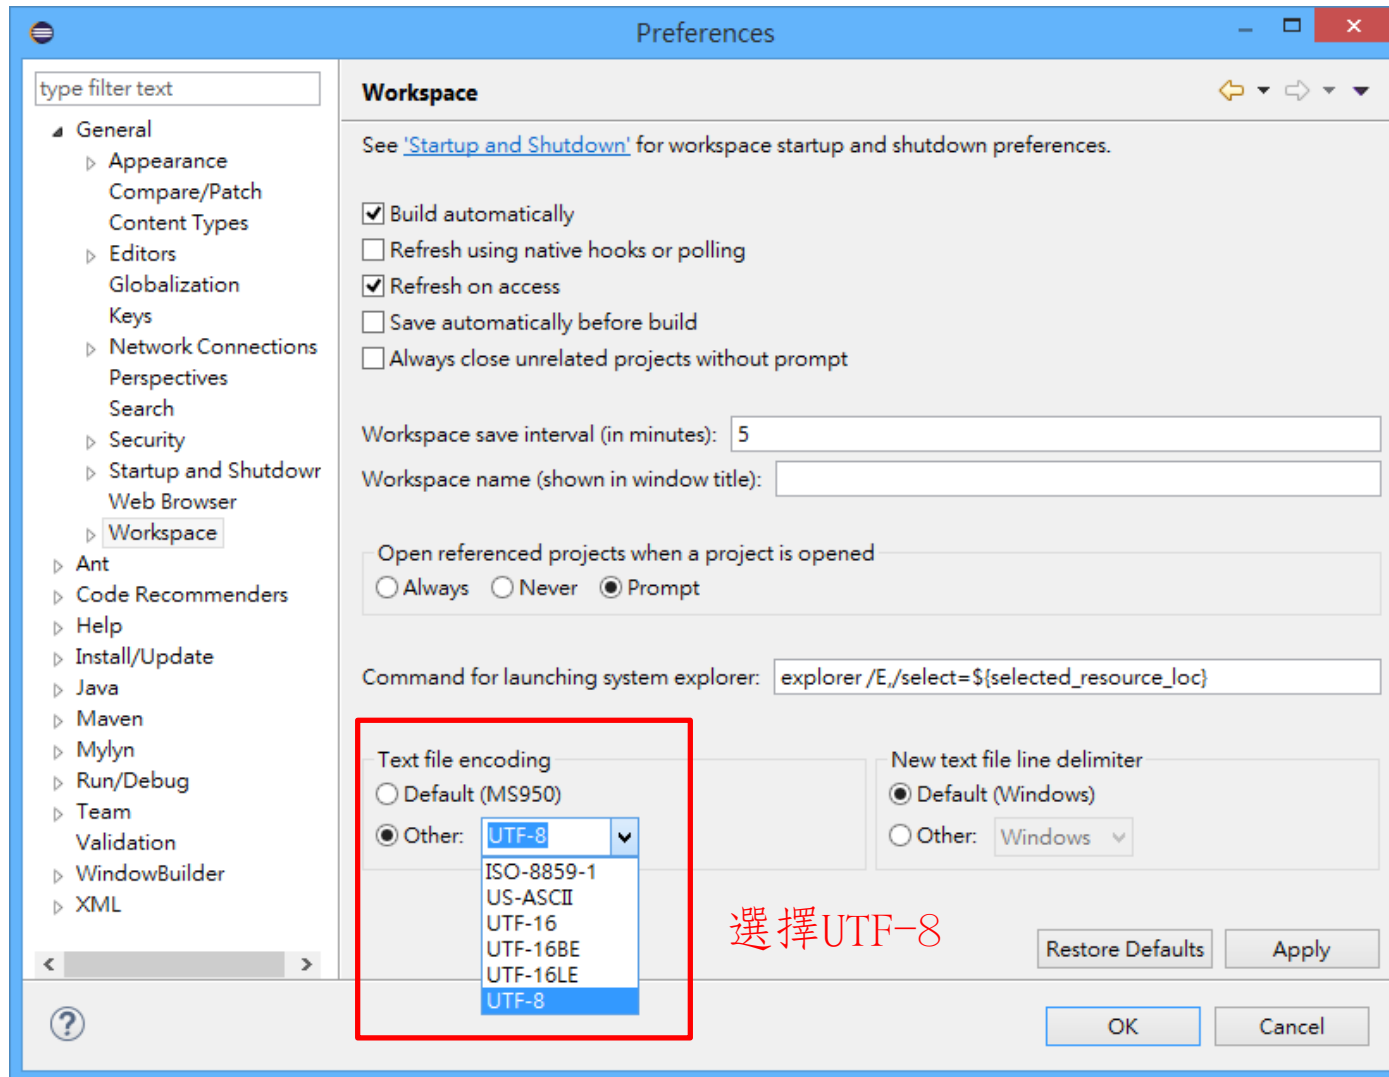 Preferences
type filter text
General
Appearance
Compare/Patch
Content Types
Editors
Globalization
Keys
Network Connections
Perspectives
Search
Security
Startup and Shutdowr
Web Browser
Workspace
Ant
Code Recommenders
Help
Install/Update
Java
Maven
Mylyn
Run/Debug
Team
Validation
WindowBuilder
XML
Workspace
See 'Startup and Shutdown' for workspace startup and shutdown preferences.
Build automatically
Refresh using native hooks or polling
Refresh on access
Save automatically before build
Always close unrelated projects without prompt
Workspace save interval (in minutes): 5
Workspace name (shown in window title):
Open referenced projects when a project is opened
Always Never Prompt
Command for launching system explorer: explorer /E,/select=${selected_resource_loc}
Text file encoding
Default (MS950)
Other: UTF-8
ISO-8859-1
US-ASCII
UTF-16
UTF-16BE
UTF-16LE
UTF-8
New text file line delimiter
Default (Windows)
Other: Windows
選擇UTF-8
Restore Defaults Apply
? OK Cancel